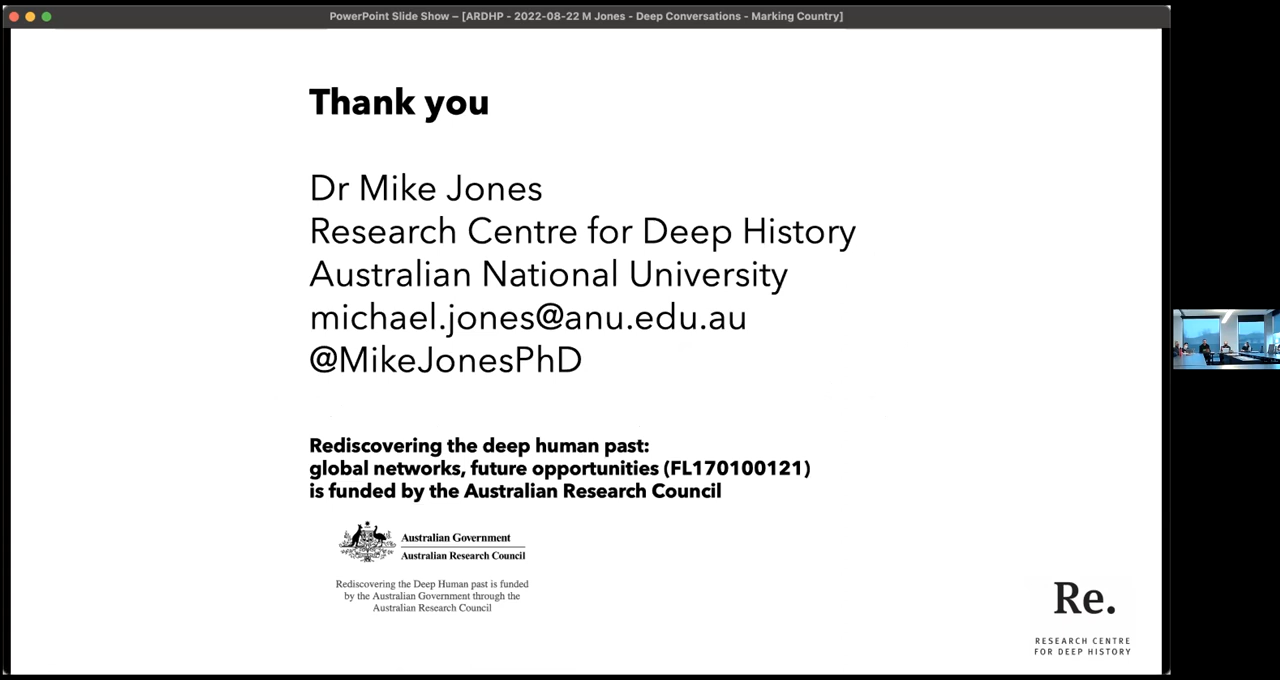 PowerPoint Slide Show – [ARDHP - 2022-08-22 M Jones - Deep Conversations - Marking Country]
Thank you
Dr Mike Jones
Research Centre for Deep History
Australian National University
michael.jones@anu.edu.au
@MikeJonesPhD
Rediscovering the deep human past:
global networks, future opportunities (FL170100121)
is funded by the Australian Research Council
Australian Government
Australian Research Council
Rediscovering the Deep Human past is funded
by the Australian Government through the
Australian Research Council
Re.
RESEARCH CENTRE
FOR DEEP HISTORY